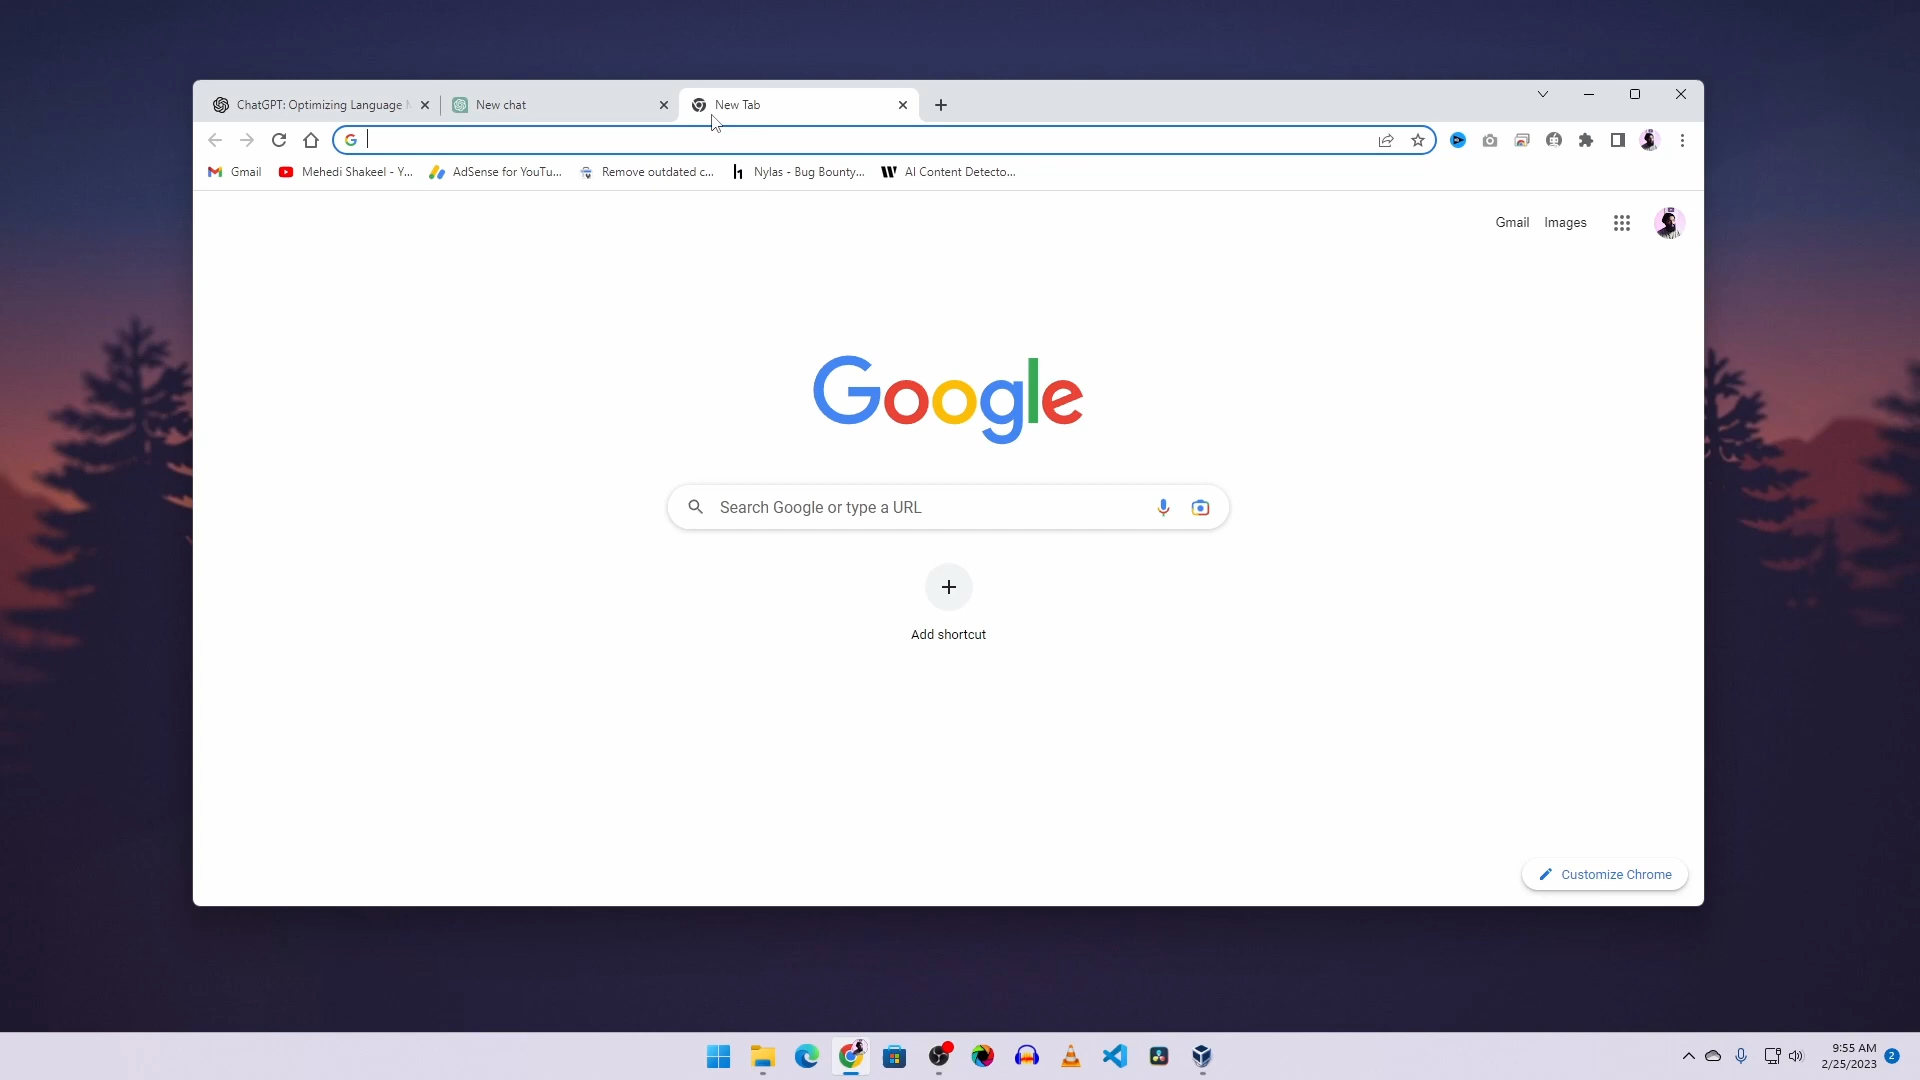 ChatGPT: Optimizing Language
New chat
New Tab
Gmail
Mehedi Shakeel - Y...
AdSense for YouTu...
Remove outdated c...
Nylas - Bug Bounty...
AI Content Detecto...
Gmail
Images
Google
Search Google or type a URL
Add shortcut
Customize Chrome
9:55 AM
2/25/2023
2